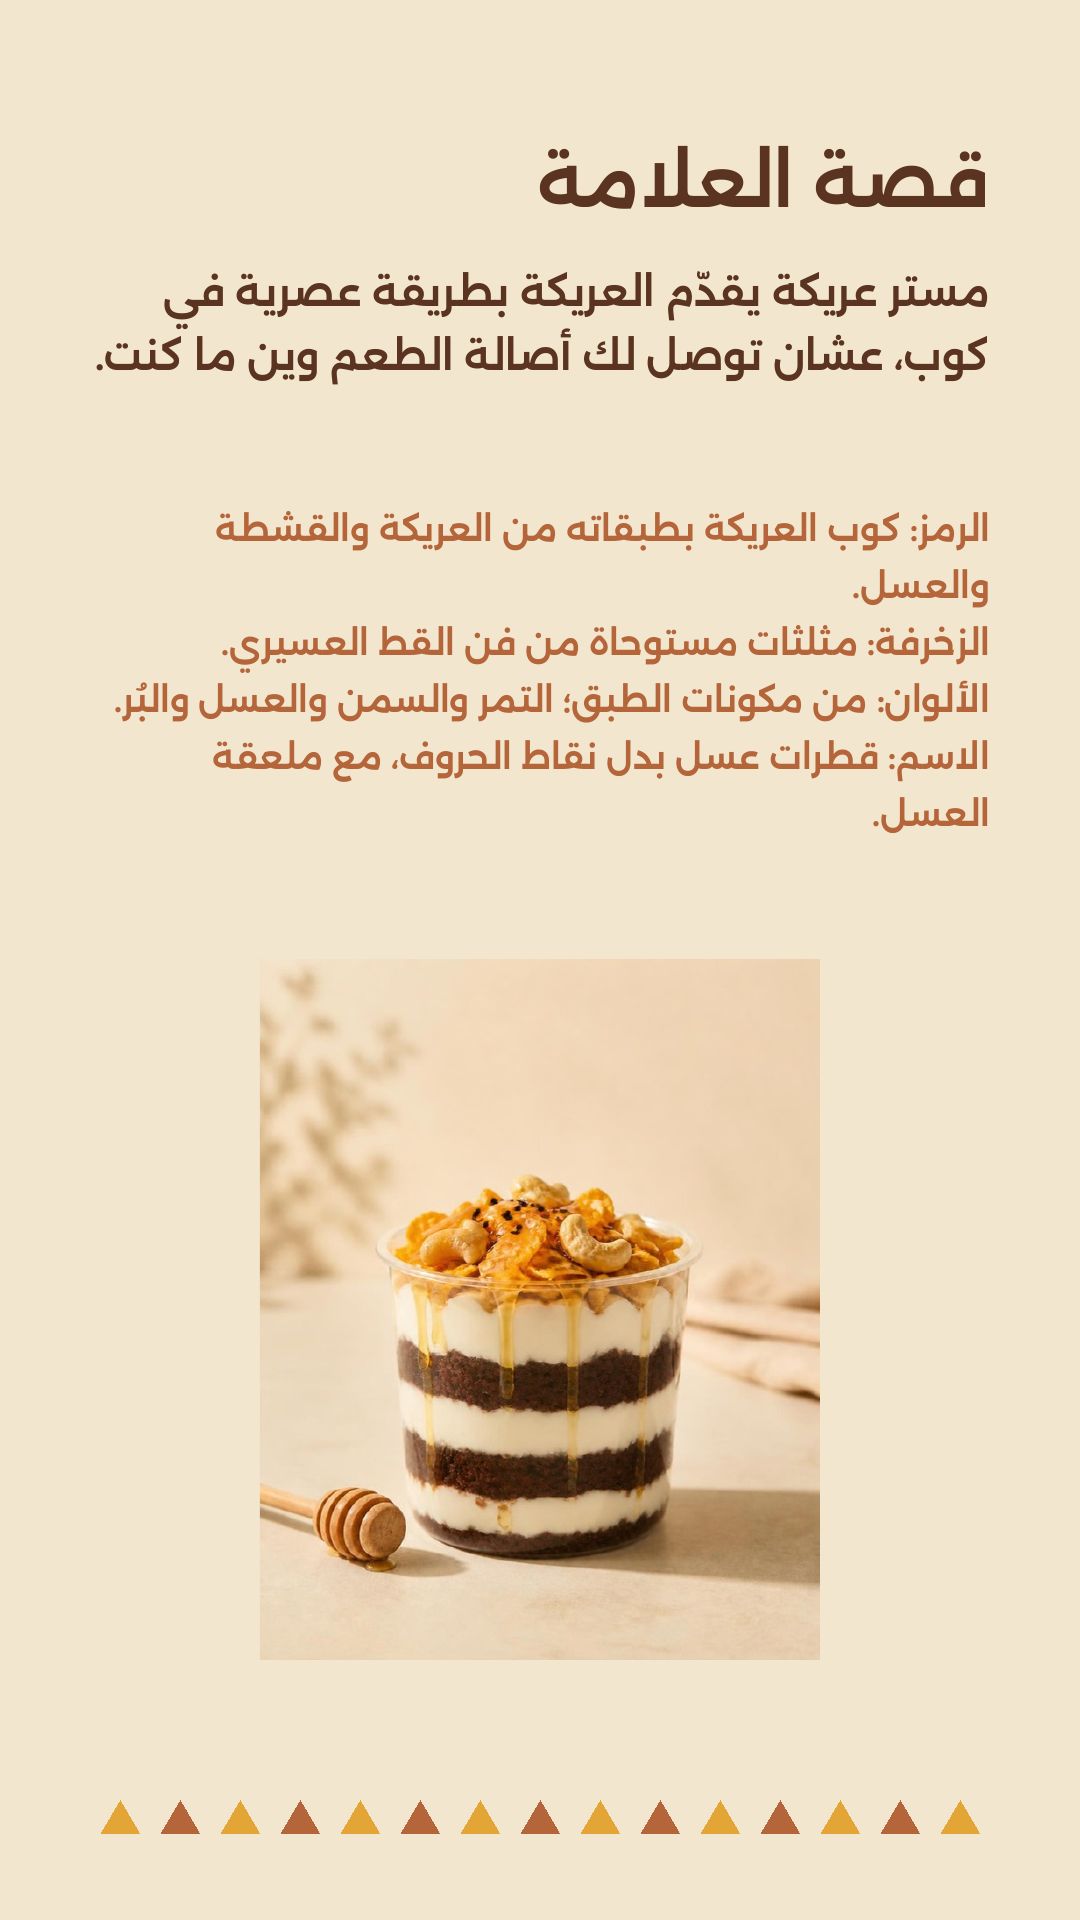 قصة العلامة
مستر عريكة يقدّم العريكة بطريقة عصرية في
كوب، عشان توصل لك أصالة الطعم وين ما كنت.
الرمز: كوب العريكة بطبقاته من العريكة والقشطة
والعسل.
الزخرفة: مثلثات مستوحاة من فن القط العسيري.
الألوان: من مكونات الطبق؛ التمر والسمن والعسل والبُر.
الاسم: قطرات عسل بدل نقاط الحروف، مع ملعقة
العسل.